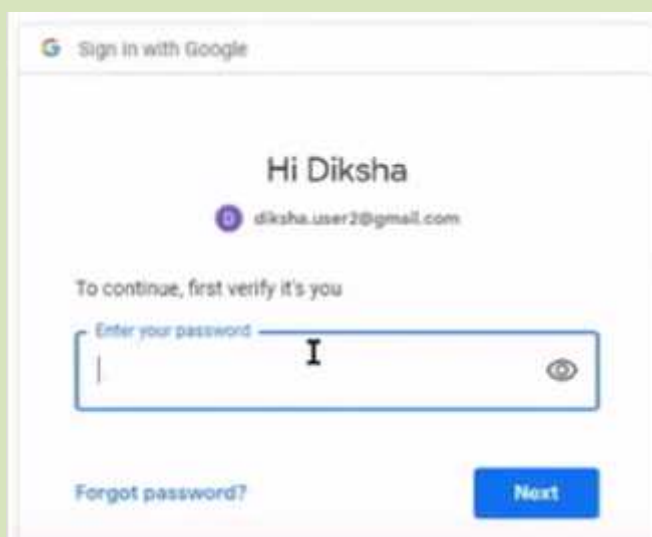 Sign in with Google
Hi Diksha
D diksha.user2@gmail.com
To continue, first verify it's you
Enter your password
Forgot password?
Next